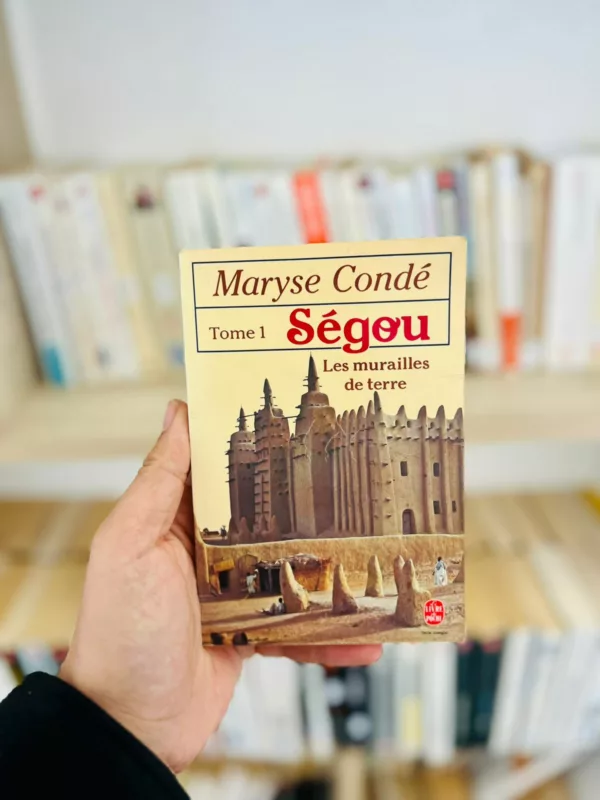 Maryse Condé
Tome 1 Ségou
Les murailles
de terre
LE LIVRE
DE POCHE